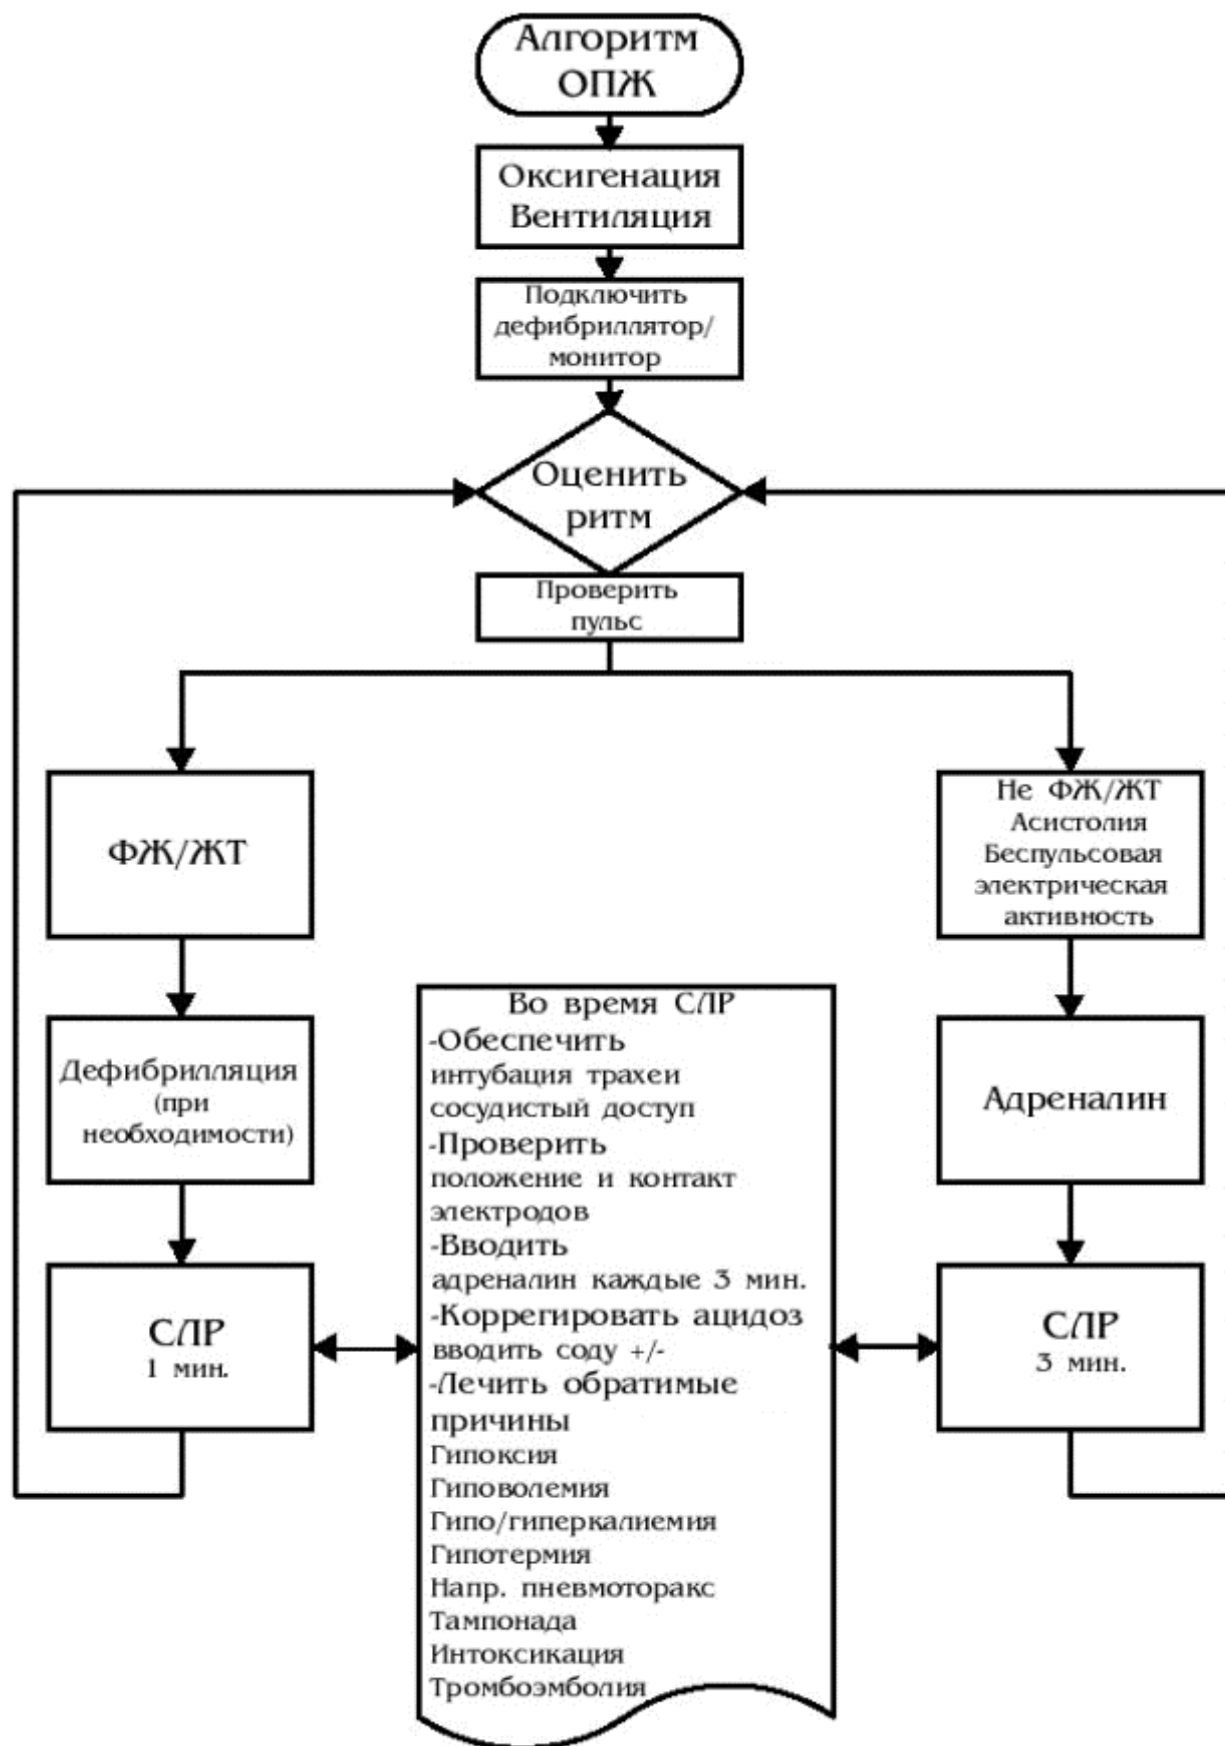 Алгоритм
ОПЖ
Оксигенация
Вентиляция
Подключить
дефибриллятор/
монитор
Оценить
ритм
Проверить
пульс
ФЖ/ЖТ
Дефибрилляция
(при
необходимости)
СЛР
1 мин.
Не ФЖ/ЖТ
Асистолия
Беспульсовая
электрическая
активность
Адреналин
СЛР
3 мин.
Во время СЛР
-Обеспечить
интубация трахеи
сосудистый доступ
-Проверить
положение и контакт
электродов
-Вводить
адреналин каждые 3 мин.
-Коррегировать ацидоз
вводить соду +/-
-Лечить обратимые
причины
Гипоксия
Гиповолемия
Гипо/гиперкалиемия
Гипотермия
Напр. пневмоторакс
Тампонада
Интоксикация
Тромбоэмболия